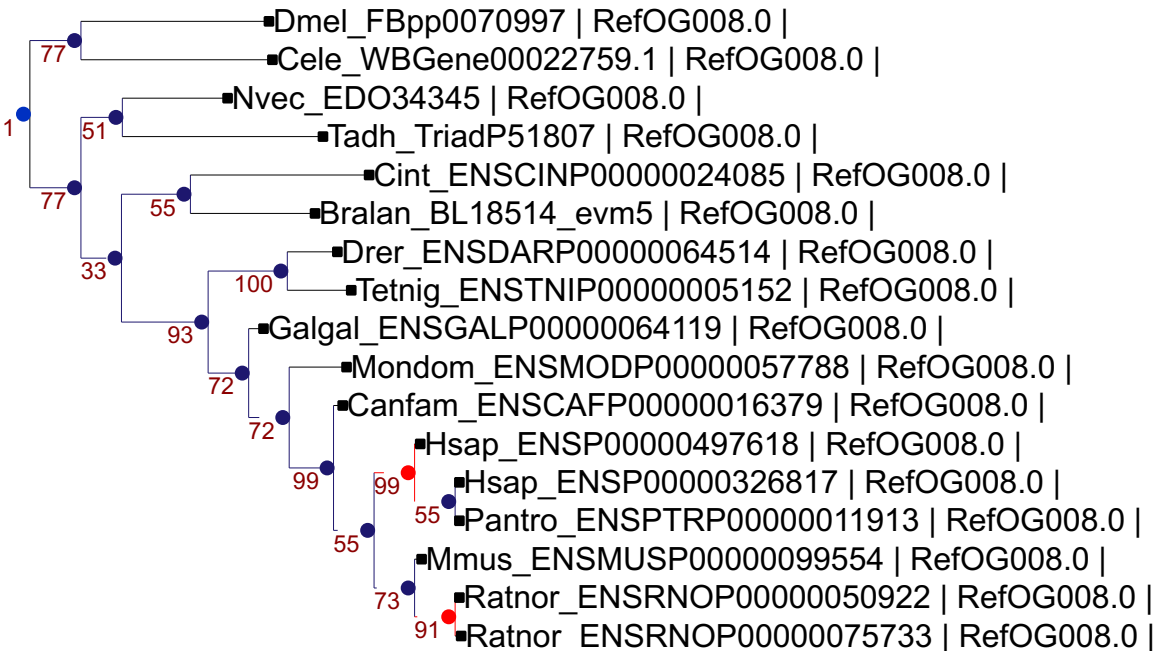 Dmel_FBpp0070997 | RefOG008.0 |
77
Cele_WBGene00022759.1 | RefOG008.0 |
Nvec_EDO34345 | RefOG008.0 |
1
51
Tadh_TriadP51807 | RefOG008.0 |
Cint_ENSCINP00000024085 | RefOG008.0 |
77
55
Bralan_BL18514_evm5 | RefOG008.0 |
Drer_ENSDARP00000064514 | RefOG008.0 |
33
100
Tetnig_ENSTNIP00000005152 | RefOG008.0 |
Galgal_ENSGALP00000064119 | RefOG008.0 |
93
Mondom_ENSMODP00000057788 | RefOG008.0 |
72
Canfam_ENSCAFP00000016379 | RefOG008.0 |
72
Hsap_ENSP00000497618 | RefOG008.0 |
99
99
Hsap_ENSP00000326817 | RefOG008.0 |
55
Pantro_ENSPTRP00000011913 | RefOG008.0 |
55
Mmus_ENSMUSP00000099554 | RefOG008.0 |
73
Ratnor_ENSRNOP00000050922 | RefOG008.0 |
91
Ratnor_ENSRNOP00000075733 | RefOG008.0 |